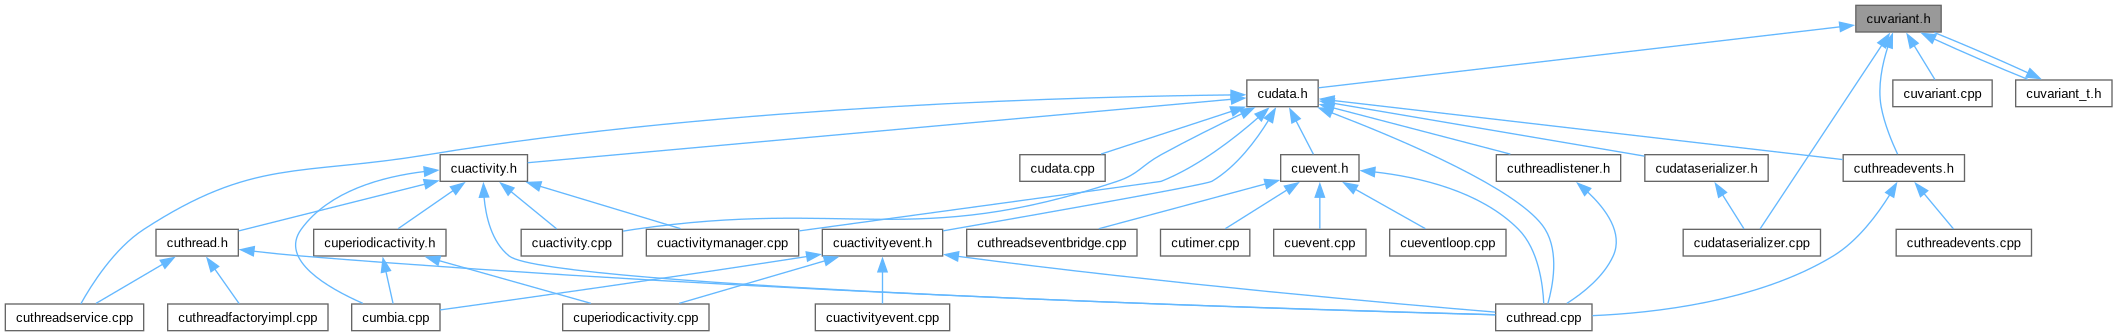 cuvariant.h
cudata.h
cuvariant.cpp
cuvariant_t.h
cuactivity.h
cudata.cpp
cuevent.h
cuthreadlistener.h
cudataserializer.h
cuthreadevents.h
cuthread.h
cuperiodicactivity.h
cuactivity.cpp
cuactivitymanager.cpp
cuactivityevent.h
cuthreadseventbridge.cpp
cutimer.cpp
cuevent.cpp
cueventloop.cpp
cudataserializer.cpp
cuthreadevents.cpp
cuthreadservice.cpp
cuthreadfactoryimpl.cpp
cumbia.cpp
cuperiodicactivity.cpp
cuactivityevent.cpp
cuthread.cpp